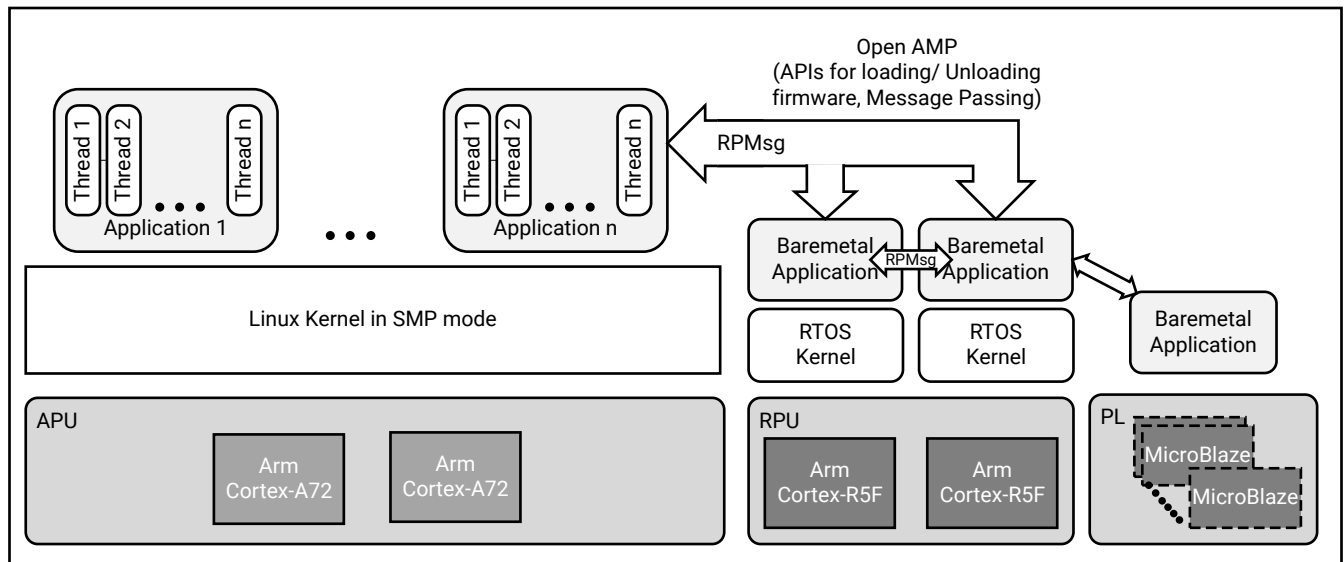 Open AMP
(APIs for loading/ Unloading
firmware, Message Passing)
Thread 1
Thread 2
Thread n
Application 1
Thread 1
Thread 2
Thread n
Application n
RPMsg
Baremetal
Application
RPMsg
Baremetal
Application
Linux Kernel in SMP mode
RTOS
Kernel
RTOS
Kernel
Baremetal
Application
APU
Arm
Cortex-A72
Arm
Cortex-A72
RPU
Arm
Cortex-R5F
Arm
Cortex-R5F
PL
MicroBlaze
MicroBlaze